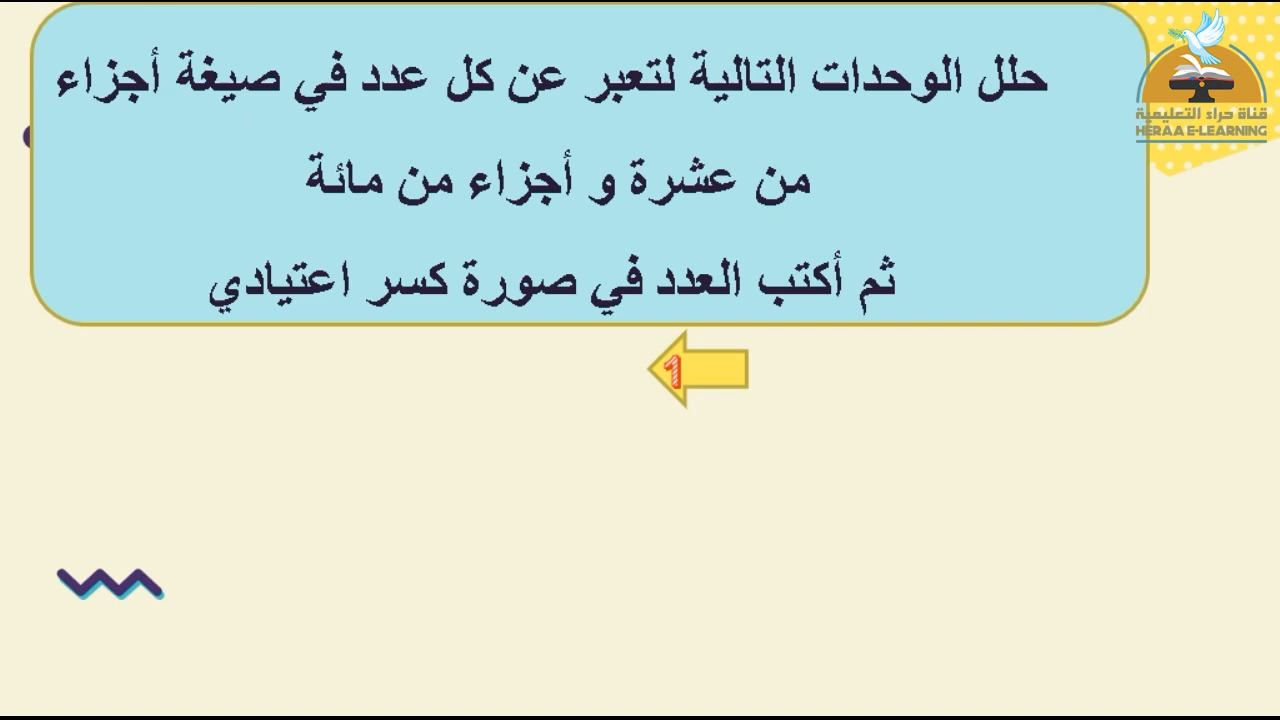 حلل الوحدات التالية لتعبر عن كل عدد في صيغة أجزاء
من عشرة و أجزاء من مائة
ثم أكتب العدد في صورة كسر اعتيادي
1
قناة حراء التعليمية
HERAA E-LEARNING